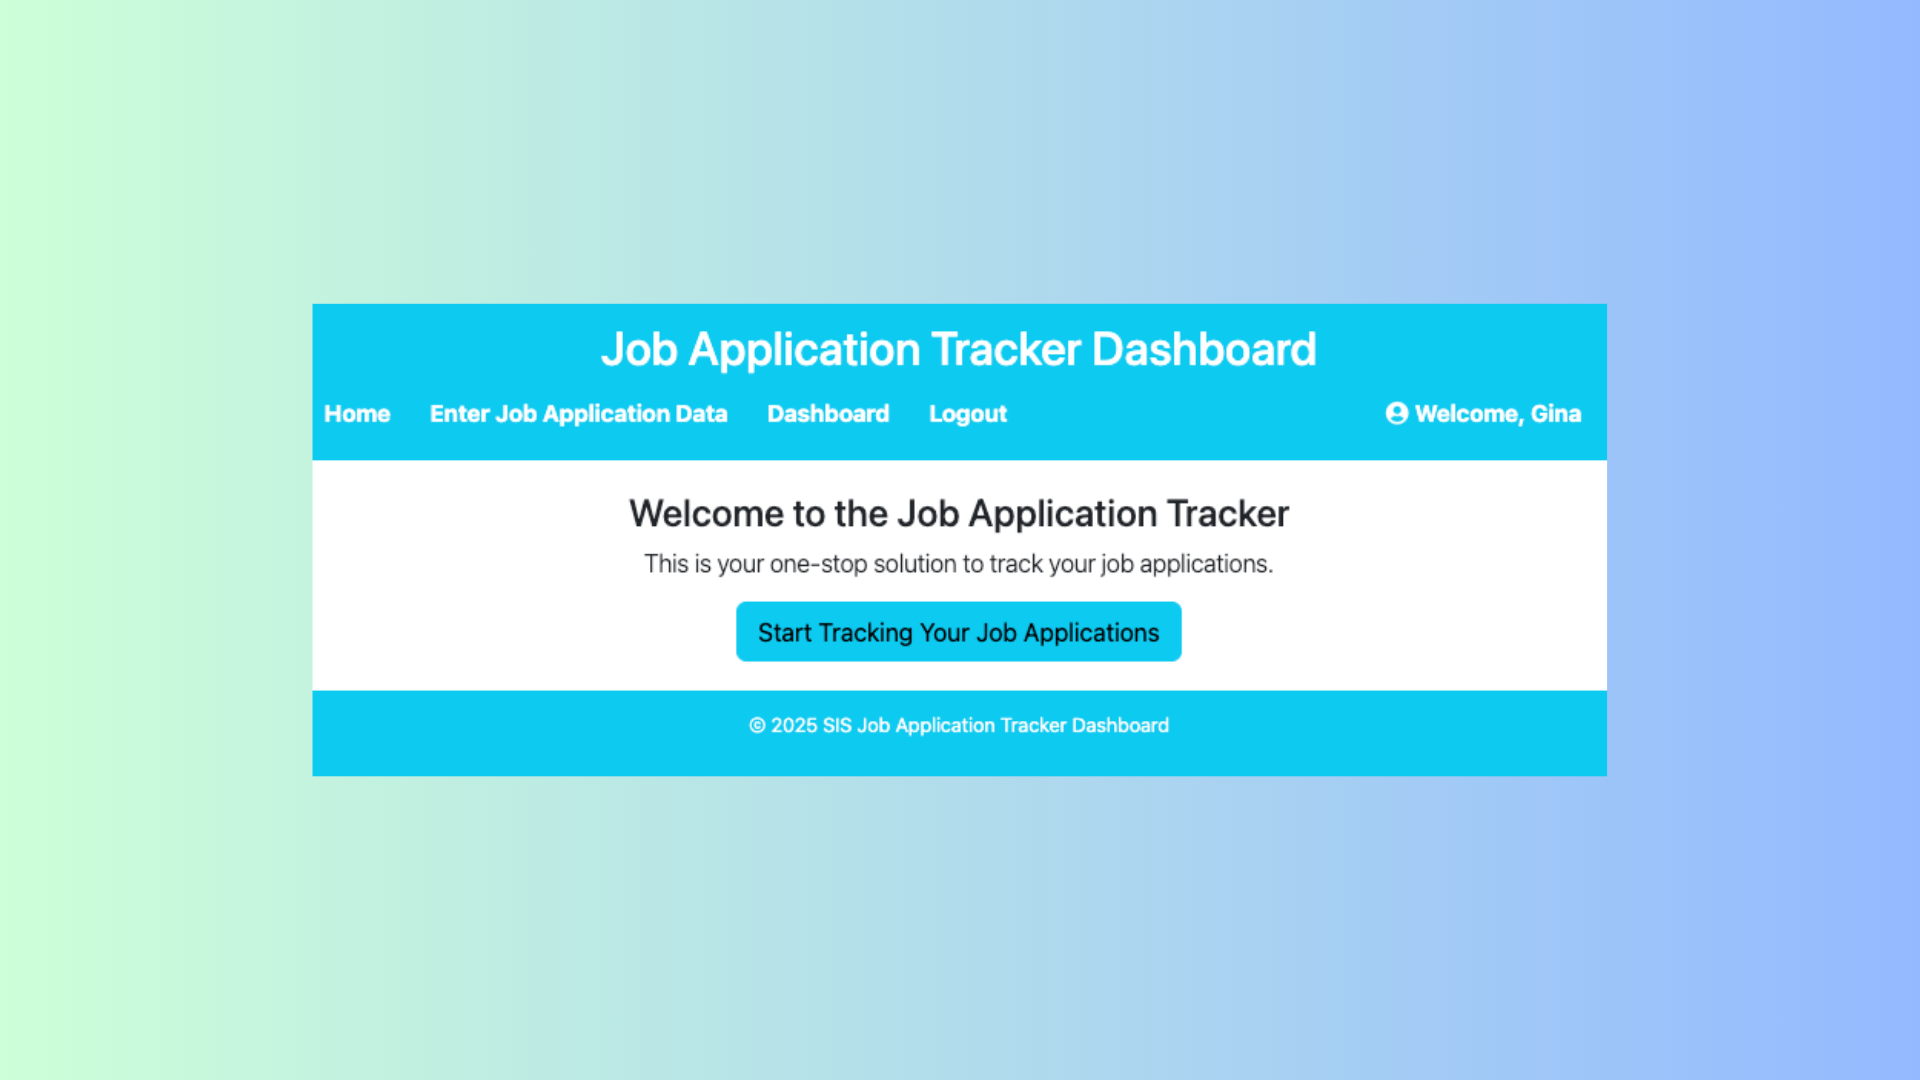 Job Application Tracker Dashboard
Home Enter Job Application Data Dashboard Logout Welcome, Gina
Welcome to the Job Application Tracker
This is your one-stop solution to track your job applications.
Start Tracking Your Job Applications
© 2025 SIS Job Application Tracker Dashboard